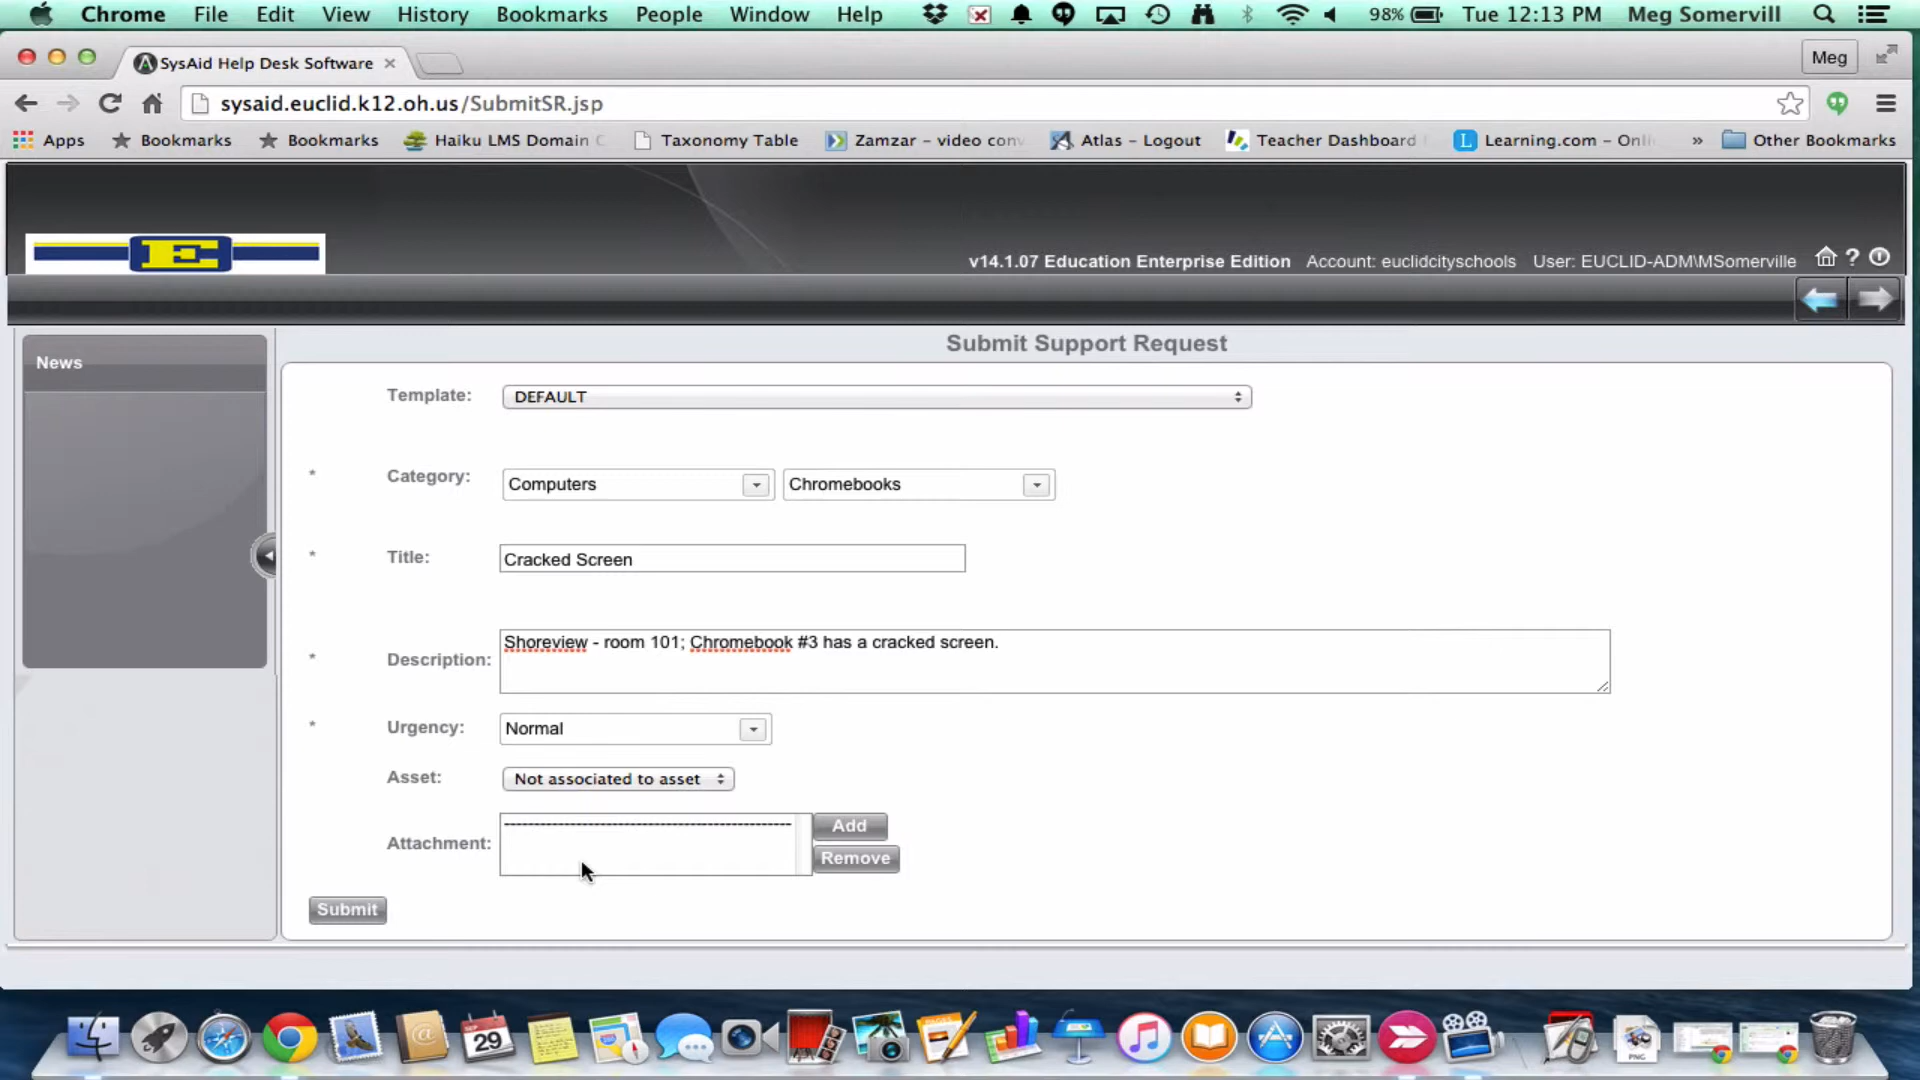 Chrome File Edit View History Bookmarks People Window Help 98% Tue 12:13 PM Meg Somervill
SysAid Help Desk Software × Meg
sysaid.euclid.k12.oh.us/SubmitSR.jsp
Apps Bookmarks Bookmarks Haiku LMS Domain Taxonomy Table Zamzar – video conv Atlas – Logout Teacher Dashboard L Learning.com – Onli » Other Bookmarks
E
v14.1.07 Education Enterprise Edition Account: euclidcityschools User: EUCLID-ADM\MSomerville ?
Submit Support Request
News
Template: DEFAULT
* Category: Computers Chromebooks
* Title: Cracked Screen
* Description: Shoreview - room 101; Chromebook #3 has a cracked screen.
* Urgency: Normal
Asset: Not associated to asset
Attachment: Add
Remove
Submit
SEP
29
PAGES
PNG